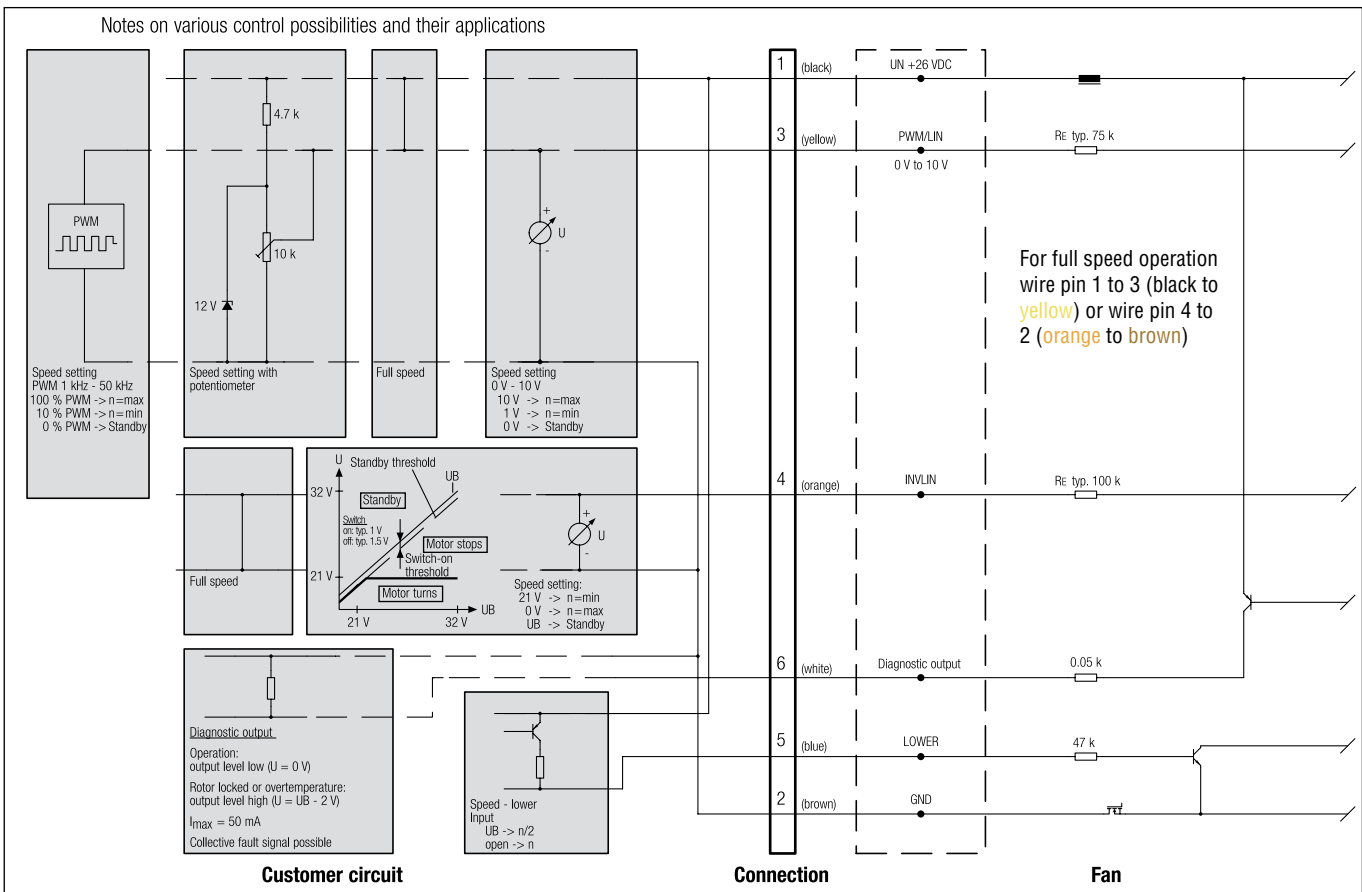 Notes on various control possibilities and their applications
PWM
Speed setting
PWM 1 kHz - 50 kHz
100 % PWM -> n=max
10 % PWM -> n=min
0 % PWM -> Standby
4.7 k
10 k
12 V
Speed setting with
potentiometer
Full speed
+
U
-
Speed setting
0 V - 10 V
10 V -> n=max
1 V -> n=min
0 V -> Standby
Full speed
U
Standby threshold
UB
32 V
Standby
Switch
on: typ. 1 V
off: typ. 1.5 V
Motor stops
Switch-on
threshold
21 V
Motor turns
UB
21 V
32 V
+
U
-
Speed setting:
21 V -> n=min
0 V -> n=max
UB -> Standby
Diagnostic output
Operation:
output level low (U = 0 V)
Rotor locked or overtemperature:
output level high (U = UB - 2 V)
Imax = 50 mA
Collective fault signal possible
Speed - lower
Input
UB -> n/2
open -> n
1 (black) UN +26 VDC
3 (yellow) PWM/LIN RE typ. 75 k
0 V to 10 V
For full speed operation
wire pin 1 to 3 (black to
yellow) or wire pin 4 to
2 (orange to brown)
4 (orange) INVLIN RE typ. 100 k
6 (white) Diagnostic output 0.05 k
5 (blue) LOWER 47 k
2 (brown) GND
Customer circuit Connection Fan